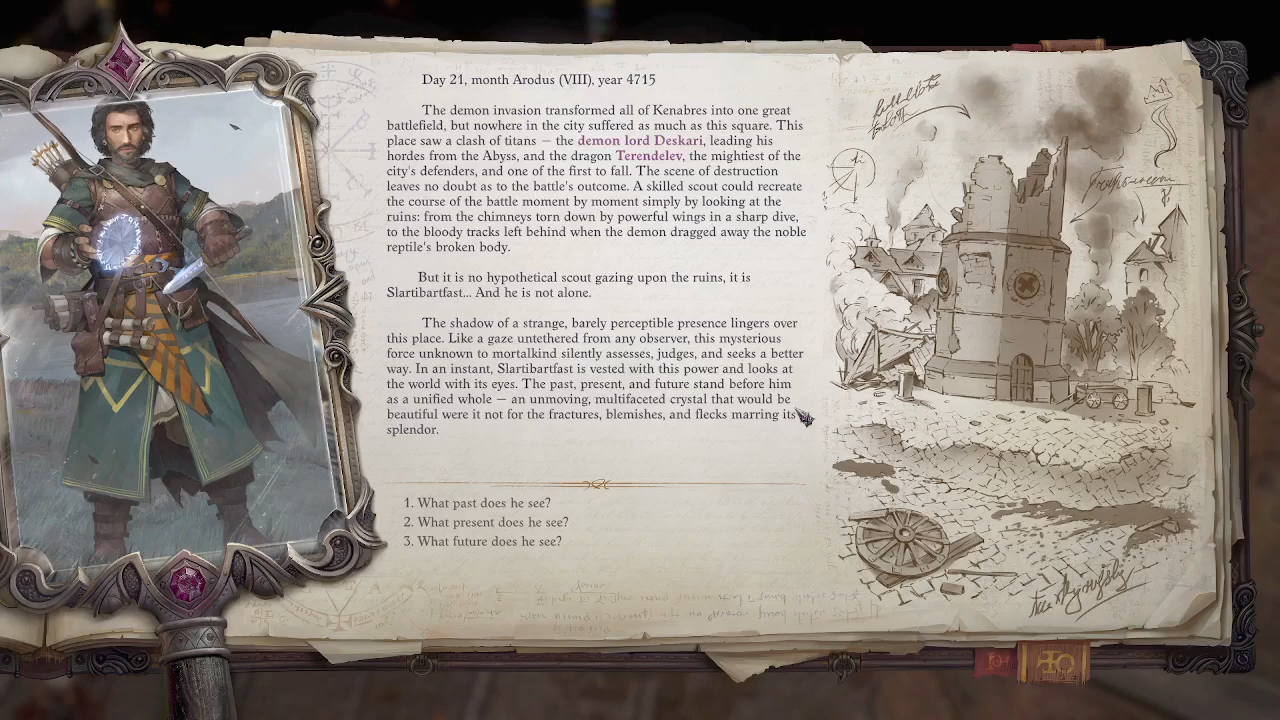 Day 21, month Arodus (VIII), year 4715
The demon invasion transformed all of Kenabres into one great
battlefield, but nowhere in the city suffered as much as this square. This
place saw a clash of titans — the demon lord Deskari, leading his
hordes from the Abyss, and the dragon Terendelev, the mightiest of the
city's defenders, and one of the first to fall. The scene of destruction
leaves no doubt as to the battle's outcome. A skilled scout could recreate
the course of the battle moment by moment simply by looking at the
ruins: from the chimneys torn down by powerful wings in a sharp dive,
to the bloody tracks left behind when the demon dragged away the noble
reptile's broken body.
But it is no hypothetical scout gazing upon the ruins, it is
Slartibartfast... And he is not alone.
The shadow of a strange, barely perceptible presence lingers over
this place. Like a gaze untethered from any observer, this mysterious
force unknown to mortalkind silently assesses, judges, and seeks a better
way. In an instant, Slartibartfast is vested with this power and looks at
the world with its eyes. The past, present, and future stand before him
as a unified whole — an unmoving, multifaceted crystal that would be
beautiful were it not for the fractures, blemishes, and flecks marring its
splendor.
1. What past does he see?
2. What present does he see?
3. What future does he see?